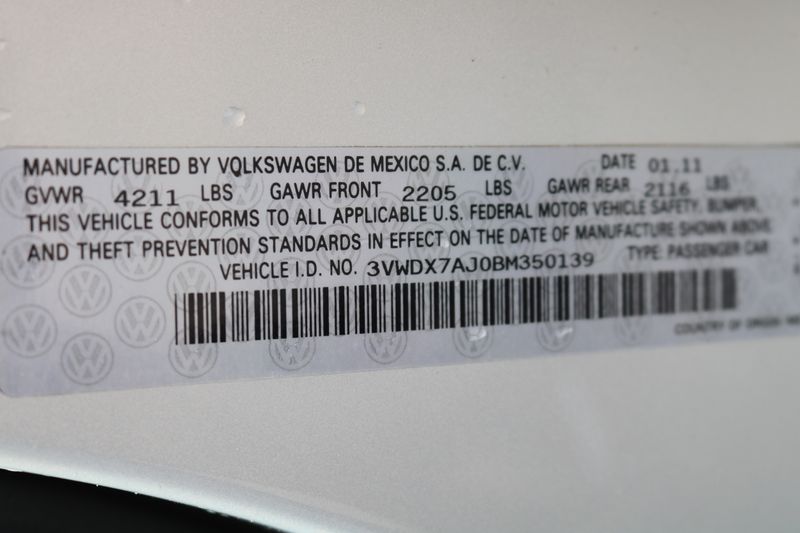 MANUFACTURED BY VOLKSWAGEN DE MEXICO S.A. DE C.V. DATE 01.11
GVWR 4211 LBS GAWR FRONT 2205 LBS GAWR REAR 2116 LBS
THIS VEHICLE CONFORMS TO ALL APPLICABLE U.S. FEDERAL MOTOR VEHICLE SAFETY, BUMPER,
AND THEFT PREVENTION STANDARDS IN EFFECT ON THE DATE OF MANUFACTURE SHOWN ABOVE
VEHICLE I.D. NO. 3VWDX7AJ0BM350139 TYPE: PASSENGER CAR
COUNTRY OF ORIGIN